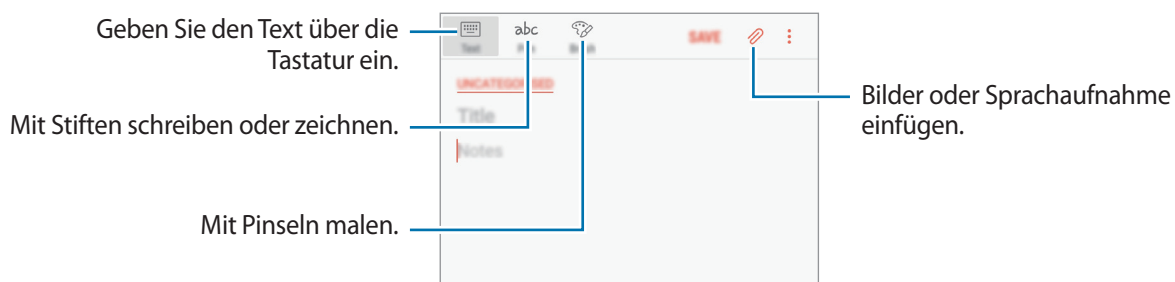 Geben Sie den Text über die
Tastatur ein.
Mit Stiften schreiben oder zeichnen.
Mit Pinseln malen.
abc
Text
SAVE
UNCATEGORISED
Title
Notes
Bilder oder Sprachaufnahme
einfügen.